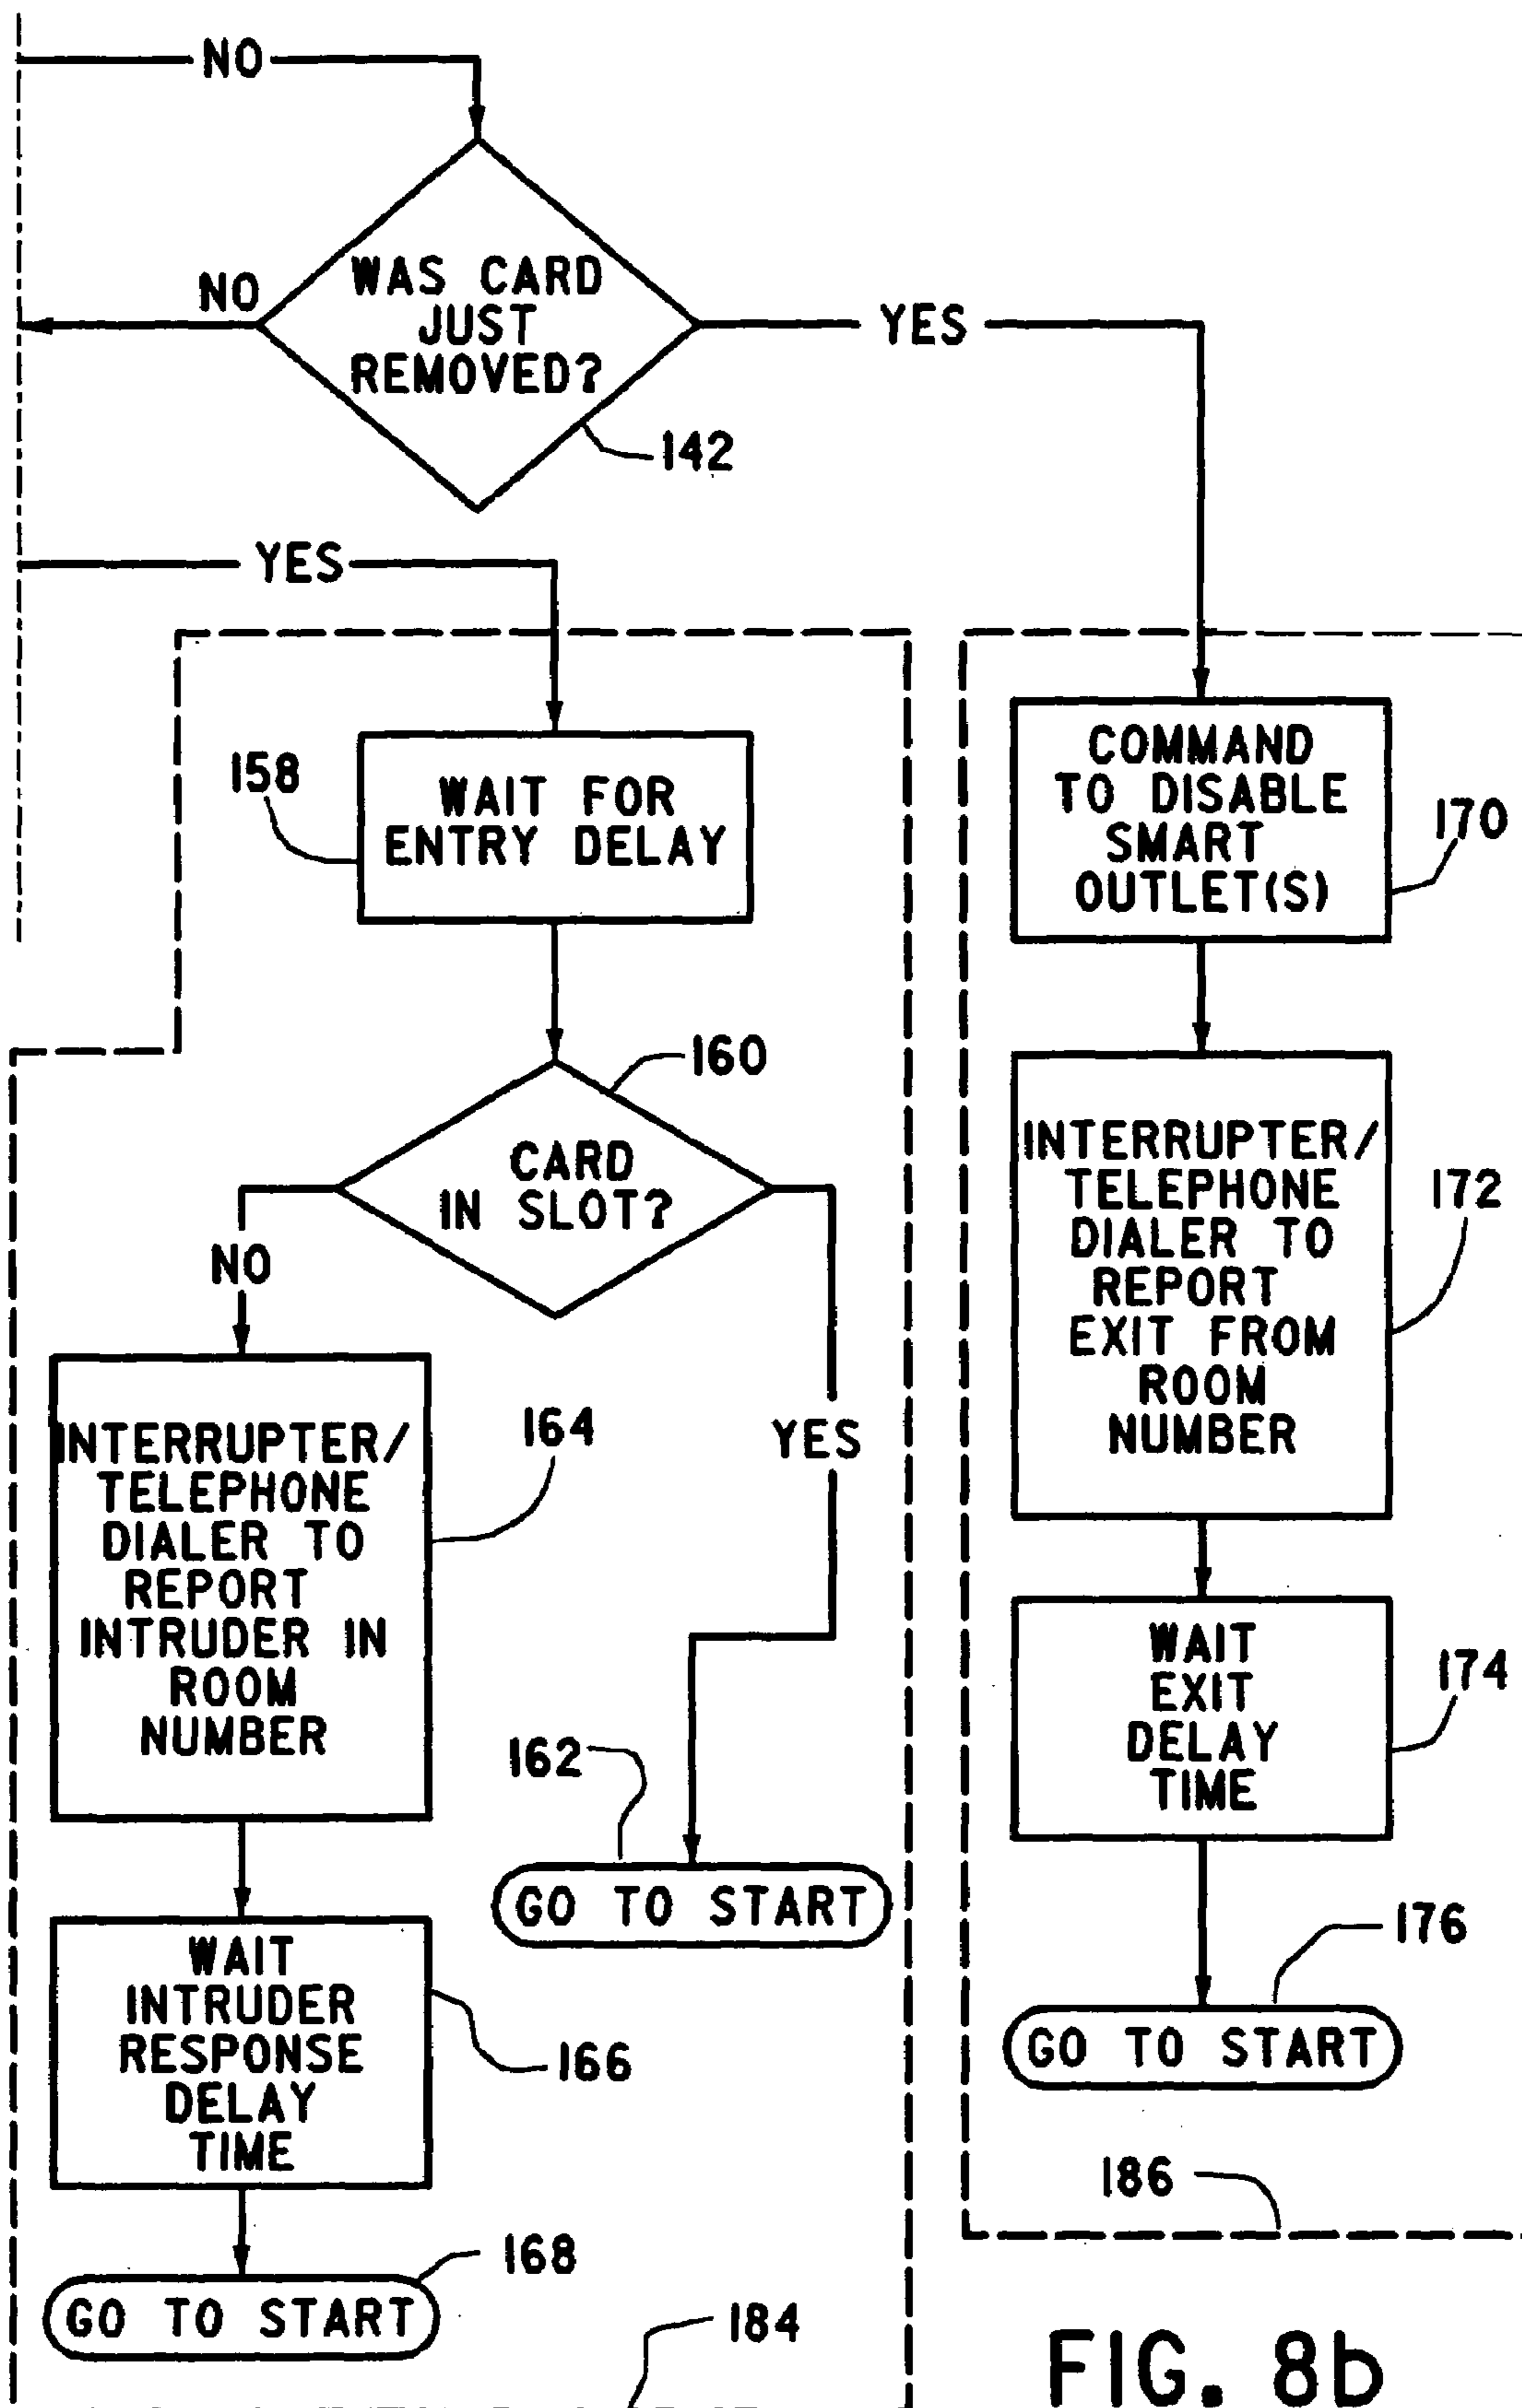 NO
WAS CARD
JUST
REMOVED?
NO
YES
142
YES
158
WAIT FOR
ENTRY DELAY
160
CARD
IN SLOT?
NO
YES
INTERRUPTER/
TELEPHONE
DIALER TO
REPORT
INTRUDER IN
ROOM
NUMBER
164
162
GO TO START
WAIT
INTRUDER
RESPONSE
DELAY
TIME
166
168
GO TO START
184
COMMAND
TO DISABLE
SMART
OUTLET(S)
170
INTERRUPTER/
TELEPHONE
DIALER TO
REPORT
EXIT FROM
ROOM
NUMBER
172
WAIT
EXIT
DELAY
TIME
174
176
GO TO START
186
FIG. 8b